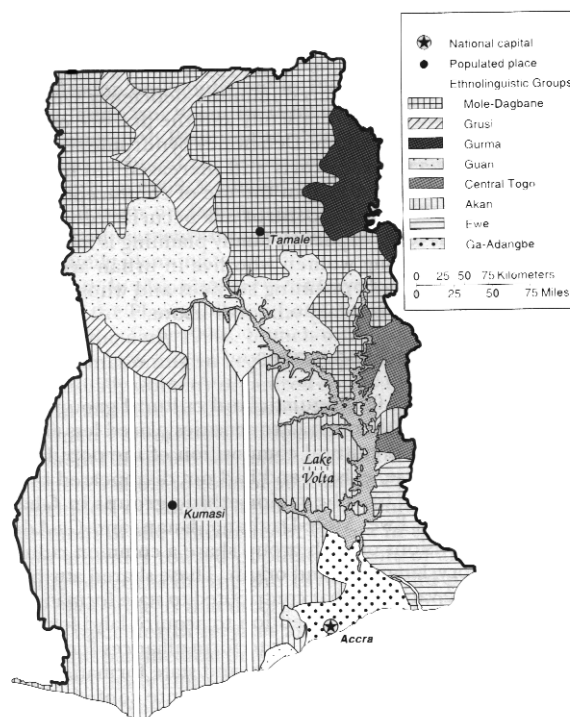 National capital
Populated place
Ethnolinguistic Groups
Mole-Dagbane
Grusi
Gurma
Guan
Central Togo
Akan
Ewe
Ga-Adangbe
0 25 50 75 Kilometers
0 25 50 75 Miles
Tamale
Lake
Volta
Kumasi
Accra